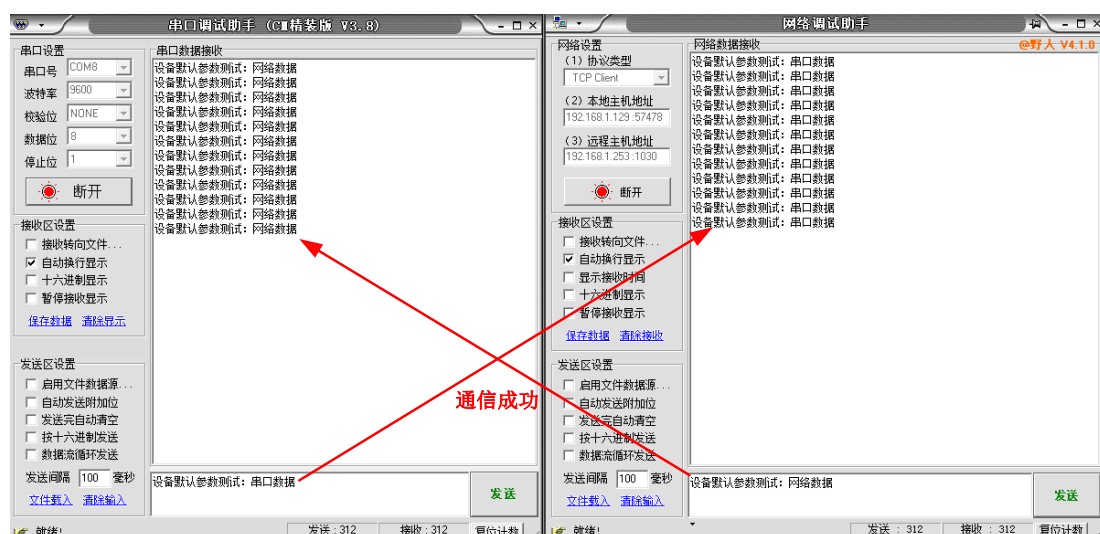 串口调试助手（CM精装版 V3.8）
串口设置
串口号 COM8
波特率 9600
校验位 NONE
数据位 8
停止位 1
断开
接收区设置
接收转向文件...
自动换行显示
十六进制显示
暂停接收显示
保存数据 清除显示
发送区设置
启用文件数据源...
自动发送附加位
发送完自动清空
按十六进制发送
数据流循环发送
发送间隔 100 毫秒
文件载入 清除输入
串口数据接收
设备默认参数测试：网络数据
设备默认参数测试：网络数据
设备默认参数测试：网络数据
设备默认参数测试：网络数据
设备默认参数测试：网络数据
设备默认参数测试：网络数据
设备默认参数测试：网络数据
设备默认参数测试：网络数据
设备默认参数测试：网络数据
设备默认参数测试：网络数据
设备默认参数测试：网络数据
设备默认参数测试：网络数据
设备默认参数测试：串口数据
发送
就绪！
发送：312 接收：312 复位计数
通信成功
网络调试助手
@野人 V4.1.0
网络设置
（1）协议类型
TCP Client
（2）本地主机地址
192.168.1.129 :57478
（3）远程主机地址
192.168.1.253 :1030
断开
接收区设置
接收转向文件...
自动换行显示
显示接收时间
十六进制显示
暂停接收显示
保存数据 清除接收
发送区设置
启用文件数据源...
自动发送附加位
发送完自动清空
按十六进制发送
数据流循环发送
发送间隔 100 毫秒
文件载入 清除输入
网络数据接收
设备默认参数测试：串口数据
设备默认参数测试：串口数据
设备默认参数测试：串口数据
设备默认参数测试：串口数据
设备默认参数测试：串口数据
设备默认参数测试：串口数据
设备默认参数测试：串口数据
设备默认参数测试：串口数据
设备默认参数测试：串口数据
设备默认参数测试：串口数据
设备默认参数测试：串口数据
设备默认参数测试：串口数据
设备默认参数测试：网络数据
发送
就绪！
发送：312 接收：312 复位计数